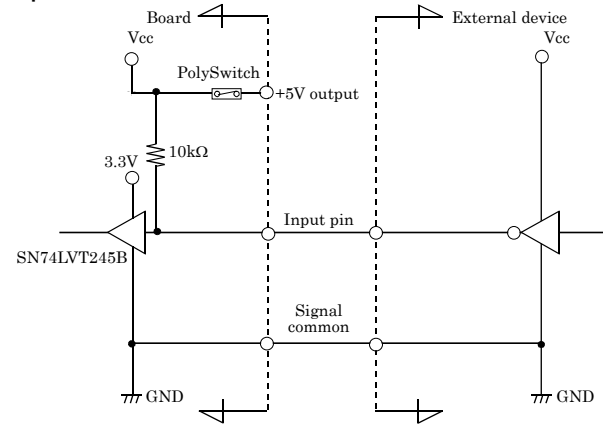 Board
External device
Vcc
Vcc
PolySwitch
+5V output
10kΩ
3.3V
Input pin
SN74LVT245B
Signal
common
GND
GND